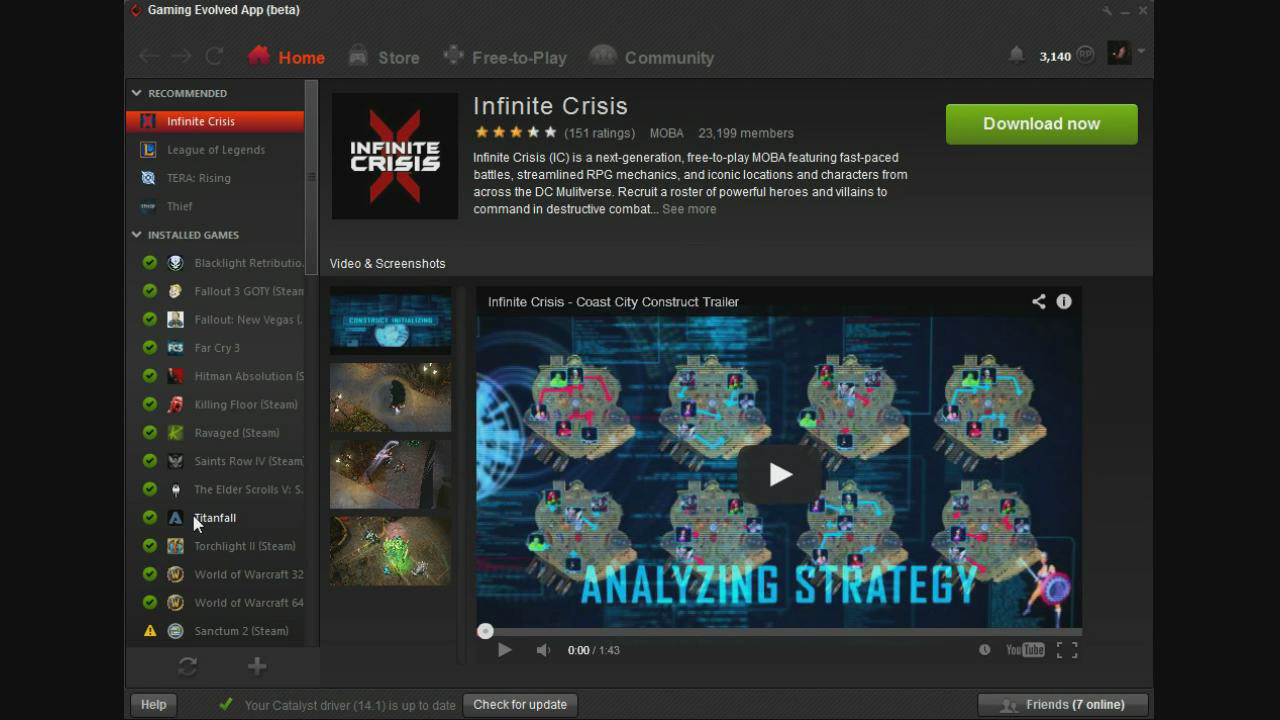 Gaming Evolved App (beta)
Home
Store
Free-to-Play
Community
3,140 RP
RECOMMENDED
Infinite Crisis
League of Legends
TERA: Rising
Thief
INSTALLED GAMES
Blacklight Retributio.
Fallout 3 GOTY (Steam
Fallout: New Vegas (.
Far Cry 3
Hitman Absolution (S
Killing Floor (Steam)
Ravaged (Steam)
Saints Row IV (Steam)
The Elder Scrolls V: S.
Titanfall
Torchlight II (Steam)
World of Warcraft 32
World of Warcraft 64
Sanctum 2 (Steam)
INFINITE
CRISIS
Infinite Crisis
(151 ratings) MOBA 23,199 members
Infinite Crisis (IC) is a next-generation, free-to-play MOBA featuring fast-paced
battles, streamlined RPG mechanics, and iconic locations and characters from
across the DC Mulitverse. Recruit a roster of powerful heroes and villains to
command in destructive combat... See more
Download now
Video & Screenshots
CONSTRUCT INITIALIZING
Infinite Crisis - Coast City Construct Trailer
ANALYZING STRATEGY
0:00 / 1:43
YouTube
Help
Your Catalyst driver (14.1) is up to date
Check for update
Friends (7 online)